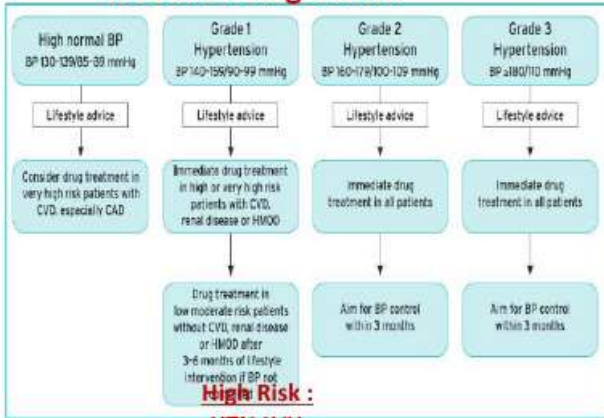 High normal BP
BP 130-139/85-89 mmHg
Lifestyle advice
Consider drug treatment in
very high risk patients with
CVD, especially CAD
Grade 1
Hypertension
BP 140-159/90-99 mmHg
Lifestyle advice
Immediate drug treatment
in high or very high risk
patients with CVD,
renal disease or HMOD
Drug treatment in
low moderate risk patients
without CVD, renal disease
or HMOD after
3-6 months of lifestyle
intervention if BP not
High Risk :
Grade 2
Hypertension
BP 160-179/100-109 mmHg
Lifestyle advice
Immediate drug
treatment in all patients
Aim for BP control
within 3 months
Grade 3
Hypertension
BP ≥180/110 mmHg
Lifestyle advice
Immediate drug
treatment in all patients
Aim for BP control
within 3 months